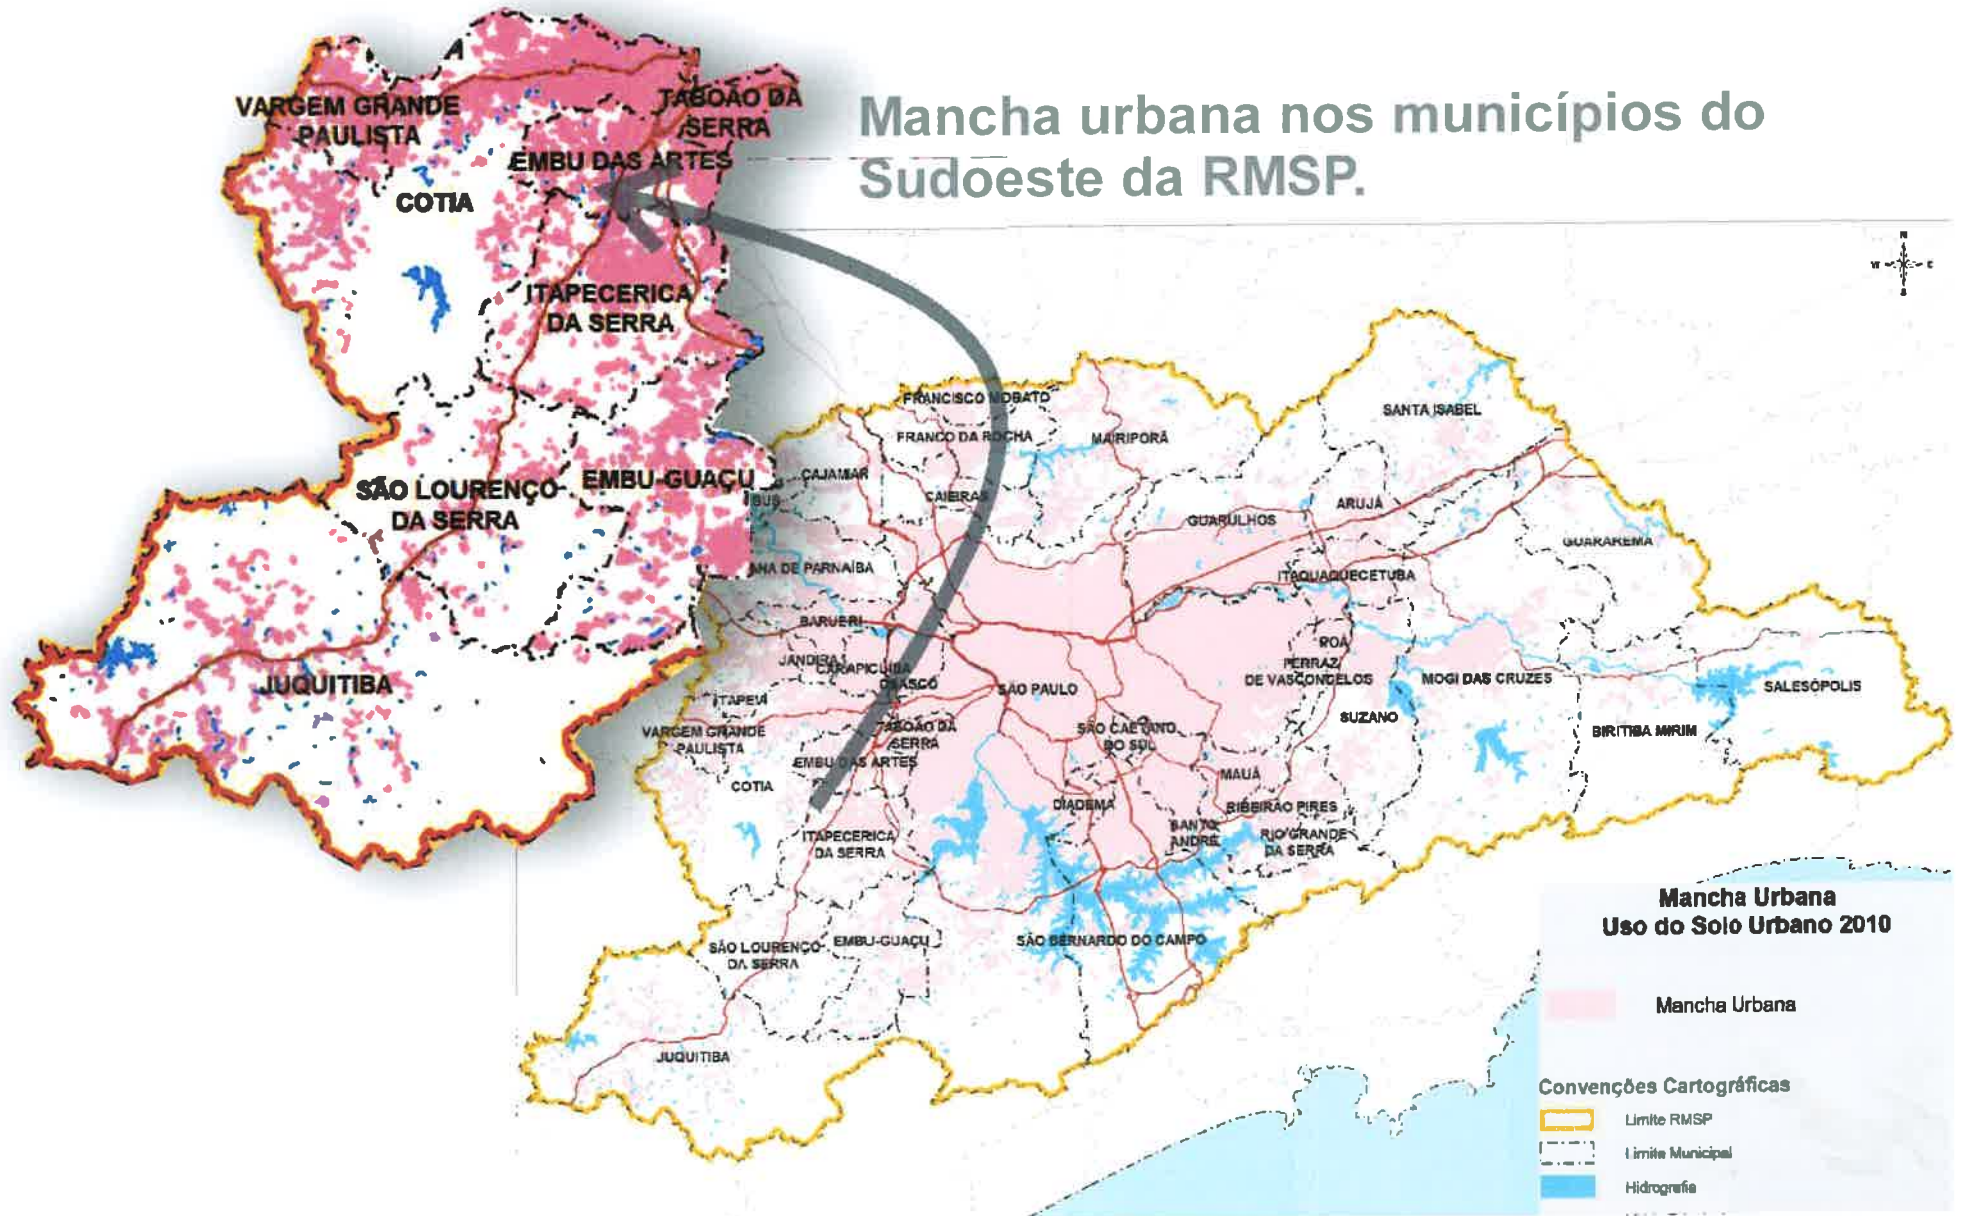 Mancha urbana nos municípios do
Sudoeste da RMSP.
VARGEM GRANDE
PAULISTA
TABOÃO DA
SERRA
EMBU DAS ARTES
COTIA
ITAPECERICA
DA SERRA
SÃO LOURENÇO
DA SERRA
EMBU-GUAÇU
JUQUITIBA
N
W
E
S
FRANCISCO MORATO
FRANCO DA ROCHA
MAIRIPORÃ
SANTA ISABEL
CAJAMAR
CAIEIRAS
BUS
GUARULHOS
ARUJÁ
GUARAREMA
NA DE PARNAÍBA
ITAQUAQUECETUBA
BARUERI
JANDIRA
CARAPICUIBA
OSASCO
ITAPEVI
SÃO PAULO
POÁ
FERRAZ
DE VASCONCELOS
MOGI DAS CRUZES
SALESÓPOLIS
SUZANO
BIRITIBA MIRIM
VARGEM GRANDE
PAULISTA
TABOÃO DA
SERRA
SÃO CAETANO
DO SUL
EMBU DAS ARTES
COTIA
MAUÁ
DIADEMA
RIBEIRÃO PIRES
SANTO
ANDRÉ
RIO GRANDE
DA SERRA
ITAPECERICA
DA SERRA
SÃO LOURENÇO
DA SERRA
EMBU-GUAÇU
SÃO BERNARDO DO CAMPO
JUQUITIBA
Mancha Urbana
Uso do Solo Urbano 2010
Mancha Urbana
Convenções Cartográficas
Limite RMSP
Limite Municipal
Hidrografia